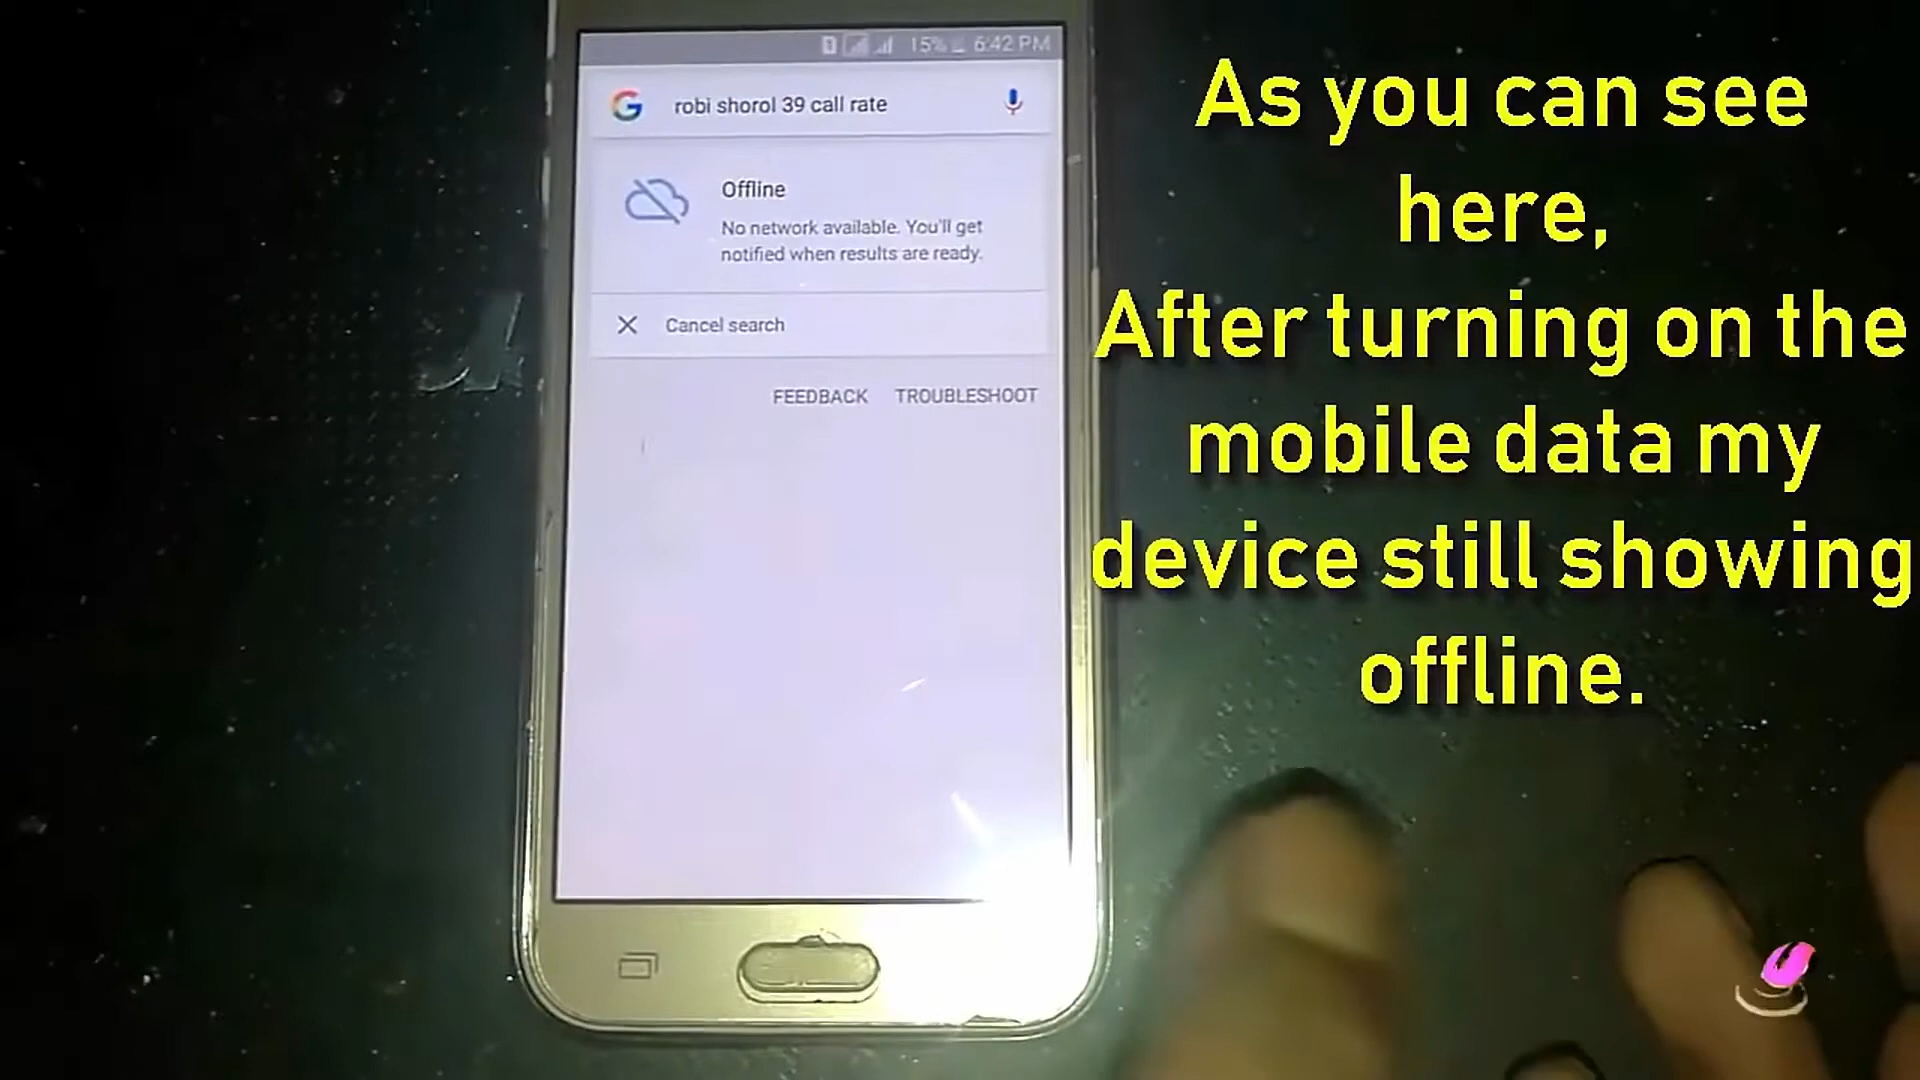 15% 6:42 PM
robi shorol 39 call rate
Offline
No network available. You'll get
notified when results are ready.
Cancel search
FEEDBACK TROUBLESHOOT
As you can see
here,
After turning on the
mobile data my
device still showing
offline.